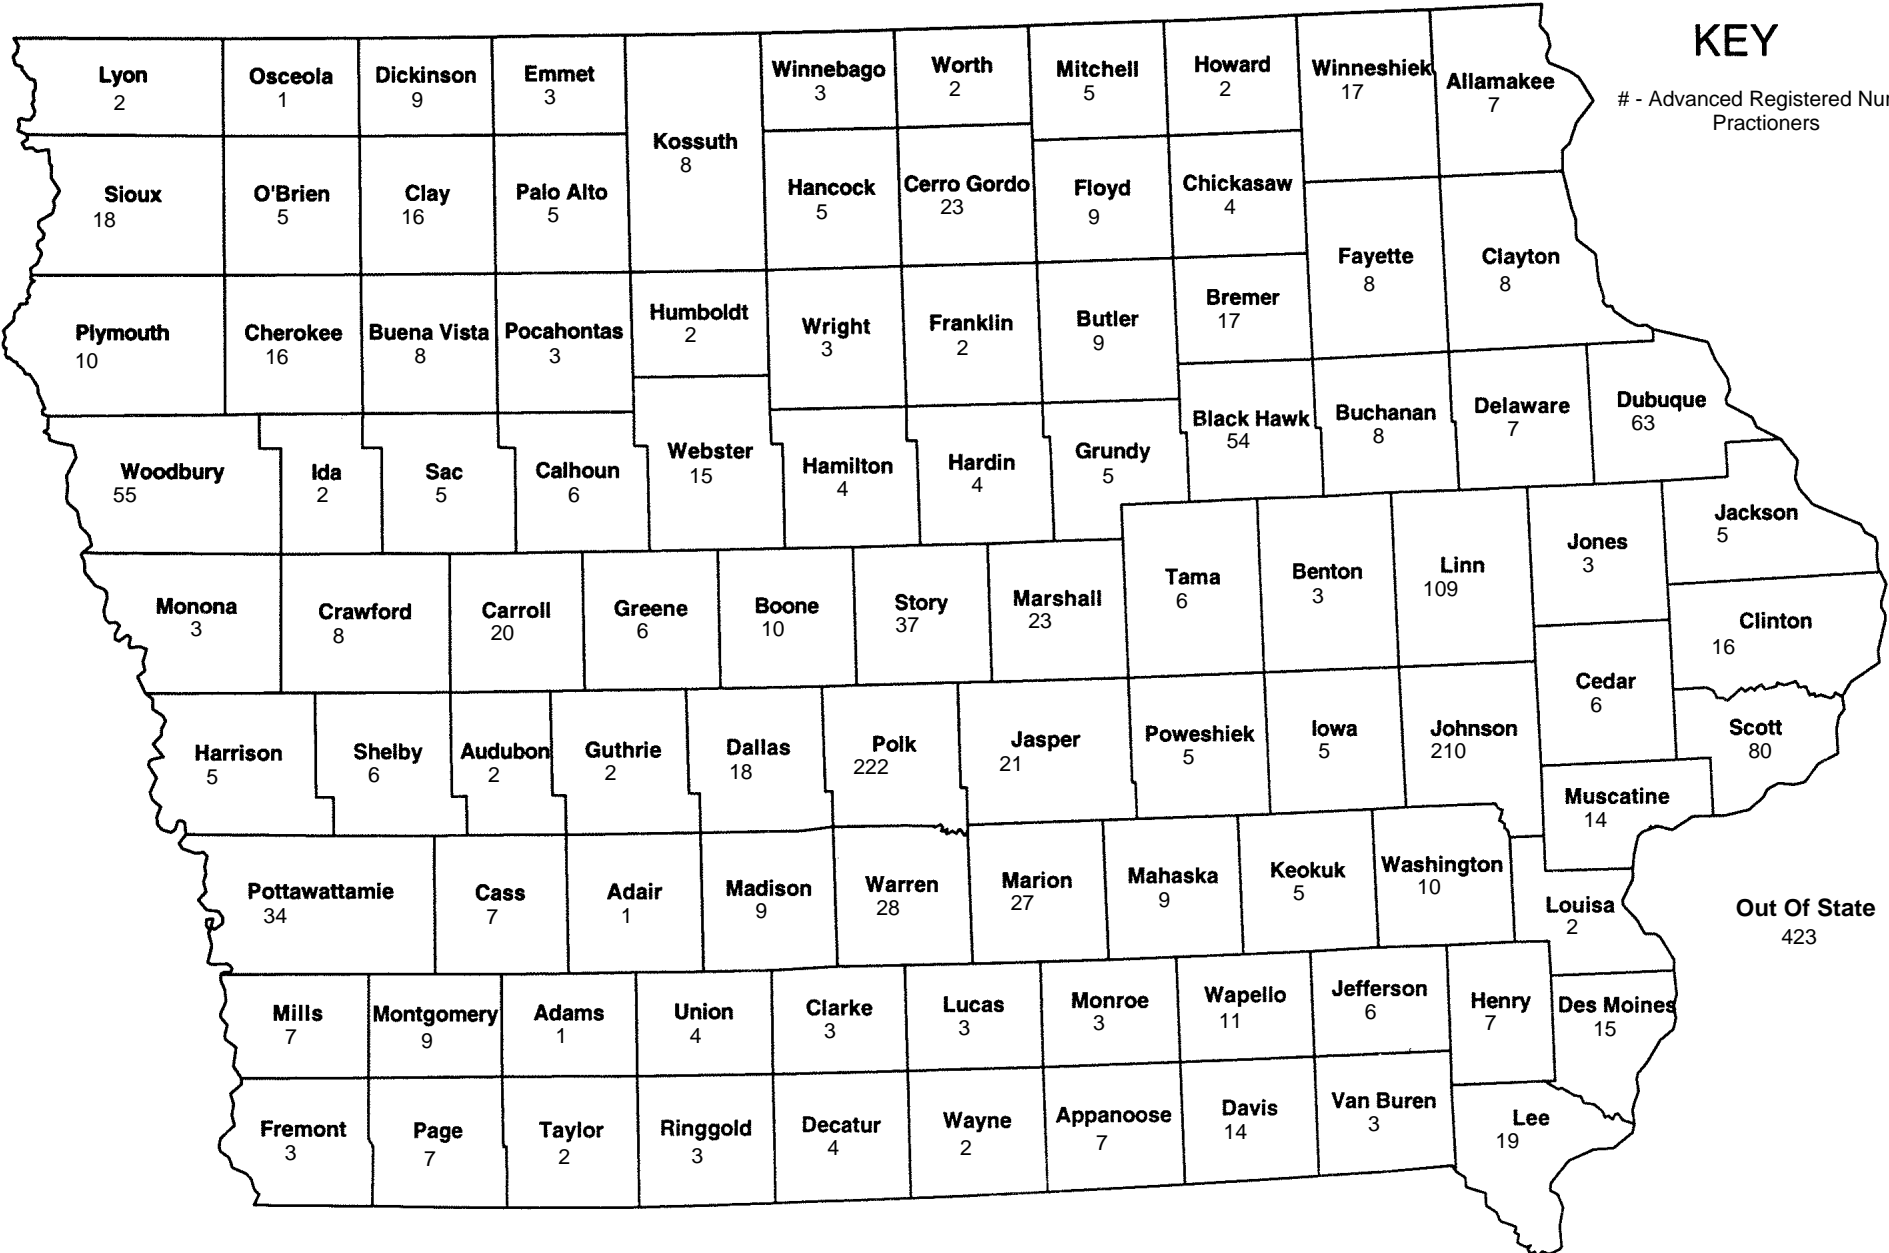 KEY
# - Advanced Registered Nur
Practioners
Lyon
2
Osceola
1
Dickinson
9
Emmet
3
Kossuth
8
Winnebago
3
Worth
2
Mitchell
5
Howard
2
Winneshiek
17
Allamakee
7
Sioux
18
O'Brien
5
Clay
16
Palo Alto
5
Hancock
5
Cerro Gordo
23
Floyd
9
Chickasaw
4
Fayette
8
Clayton
8
Plymouth
10
Cherokee
16
Buena Vista
8
Pocahontas
3
Humboldt
2
Wright
3
Franklin
2
Butler
9
Bremer
17
Woodbury
55
Ida
2
Sac
5
Calhoun
6
Webster
15
Hamilton
4
Hardin
4
Grundy
5
Black Hawk
54
Buchanan
8
Delaware
7
Dubuque
63
Monona
3
Crawford
8
Carroll
20
Greene
6
Boone
10
Story
37
Marshall
23
Tama
6
Benton
3
Linn
109
Jones
3
Jackson
5
Clinton
16
Harrison
5
Shelby
6
Audubon
2
Guthrie
2
Dallas
18
Polk
222
Jasper
21
Poweshiek
5
Iowa
5
Johnson
210
Cedar
6
Scott
80
Muscatine
14
Pottawattamie
34
Cass
7
Adair
1
Madison
9
Warren
28
Marion
27
Mahaska
9
Keokuk
5
Washington
10
Louisa
2
Out Of State
423
Mills
7
Montgomery
9
Adams
1
Union
4
Clarke
3
Lucas
3
Monroe
3
Wapello
11
Jefferson
6
Henry
7
Des Moines
15
Fremont
3
Page
7
Taylor
2
Ringgold
3
Decatur
4
Wayne
2
Appanoose
7
Davis
14
Van Buren
3
Lee
19